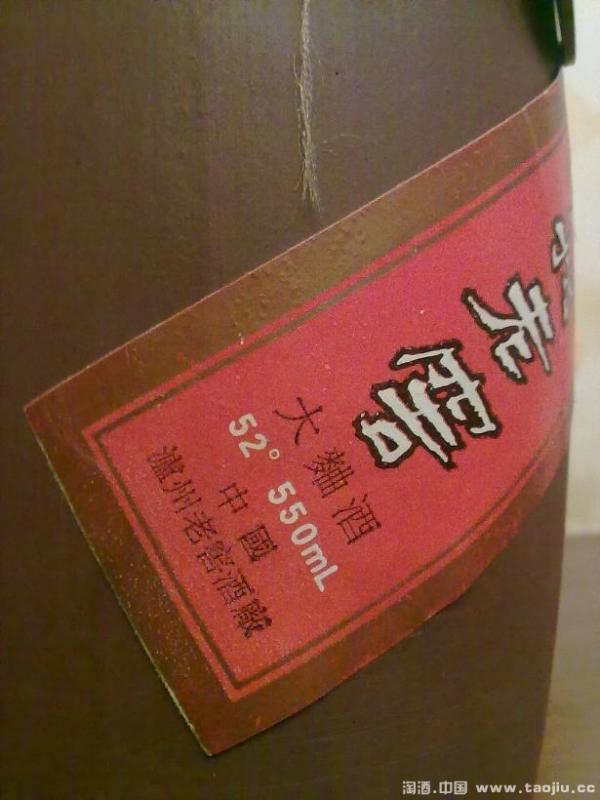 老窖
大麯酒
52° 550mL
中國
瀘州老窖酒廠
淘酒.中国 www.taojiu.cc